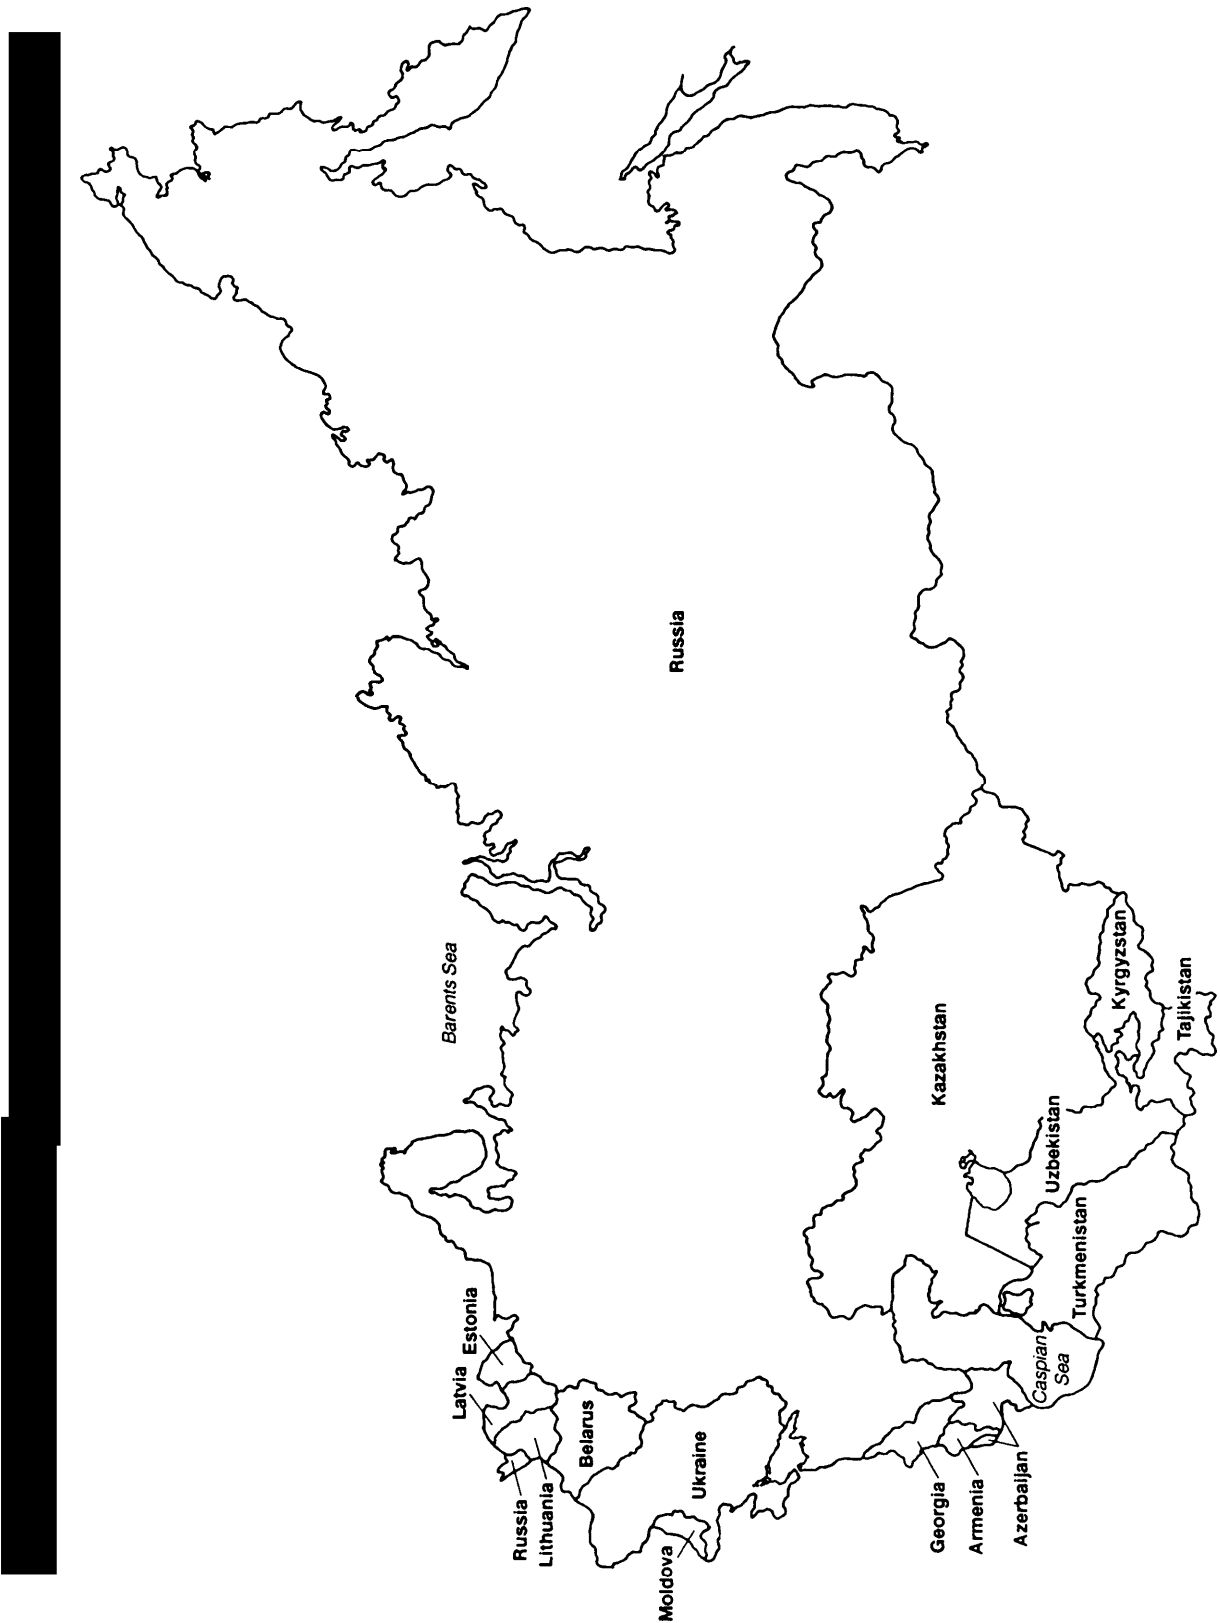 Barents Sea
Estonia
Latvia
Russia
Lithuania
Belarus
Russia
Moldova
Ukraine
Kazakhstan
Georgia
Armenia
Azerbaijan
Caspian
Sea
Uzbekistan
Turkmenistan
Kyrgyzstan
Tajikistan